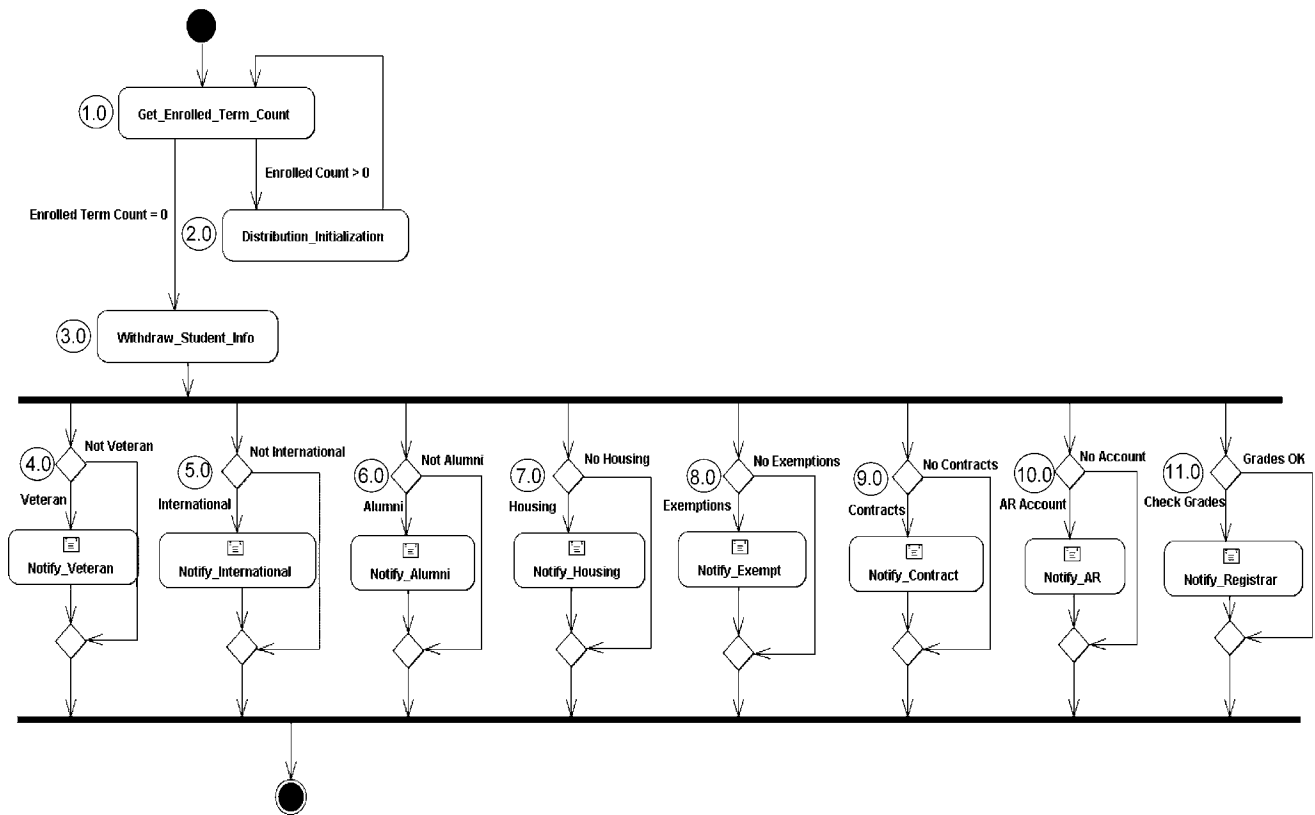 1.0
Get_Enrolled_Term_Count
Enrolled Count > 0
Enrolled Term Count = 0
2.0
Distribution_Initialization
3.0
Withdraw_Student_Info
4.0
Not Veteran
Veteran
Notify_Veteran
5.0
Not International
International
Notify_International
6.0
Not Alumni
Alumni
Notify_Alumni
7.0
No Housing
Housing
Notify_Housing
8.0
No Exemptions
Exemptions
Notify_Exempt
9.0
No Contracts
Contracts
Notify_Contract
10.0
No Account
AR Account
Notify_AR
11.0
Grades OK
Check Grades
Notify_Registrar